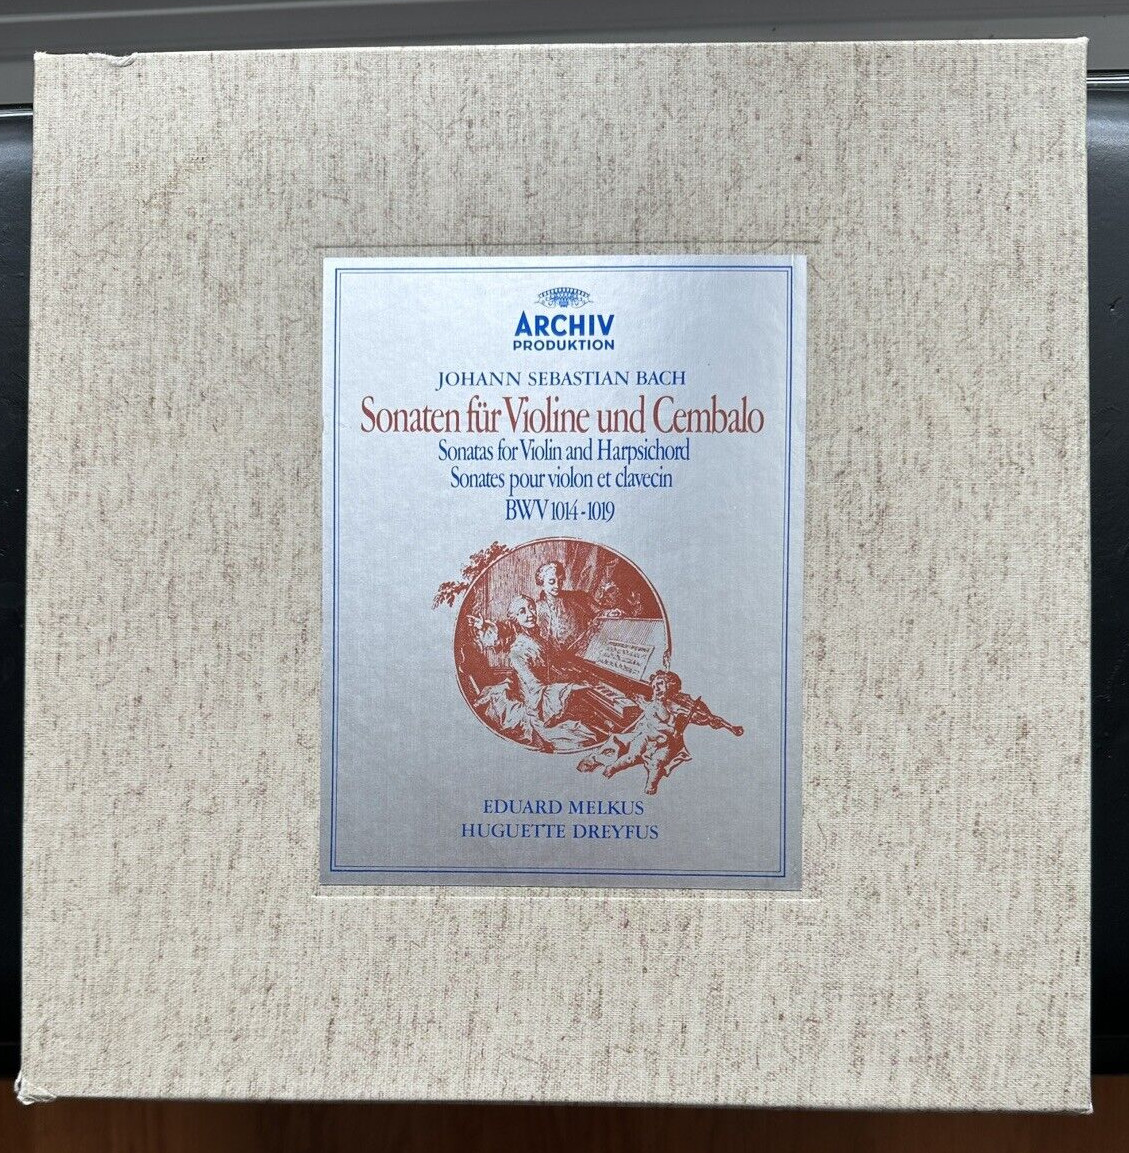 ARCHIV
PRODUKTION
JOHANN SEBASTIAN BACH
Sonaten für Violine und Cembalo
Sonatas for Violin and Harpsichord
Sonates pour violon et clavecin
BWV 1014-1019
EDUARD MELKUS
HUGUETTE DREYFUS